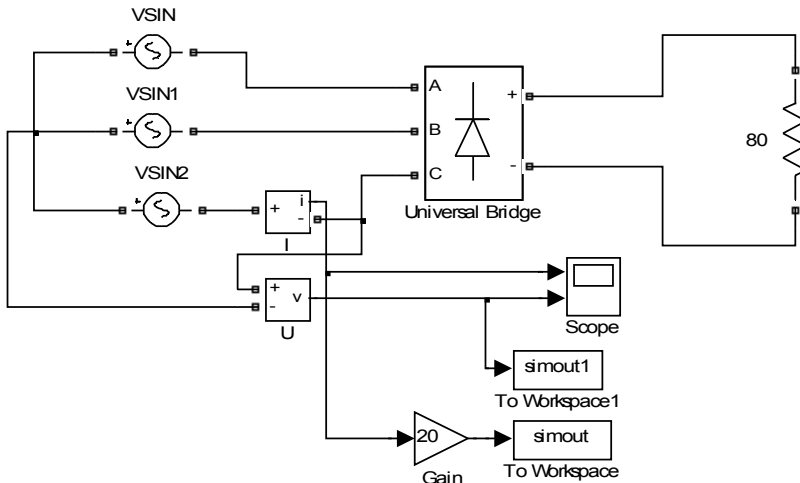 VSIN
VSIN1
VSIN2
A
B
C
+
-
Universal Bridge
80
+
i
-
I
+
-
v
U
Scope
simout1
To Workspace1
20
Gain
simout
To Workspace